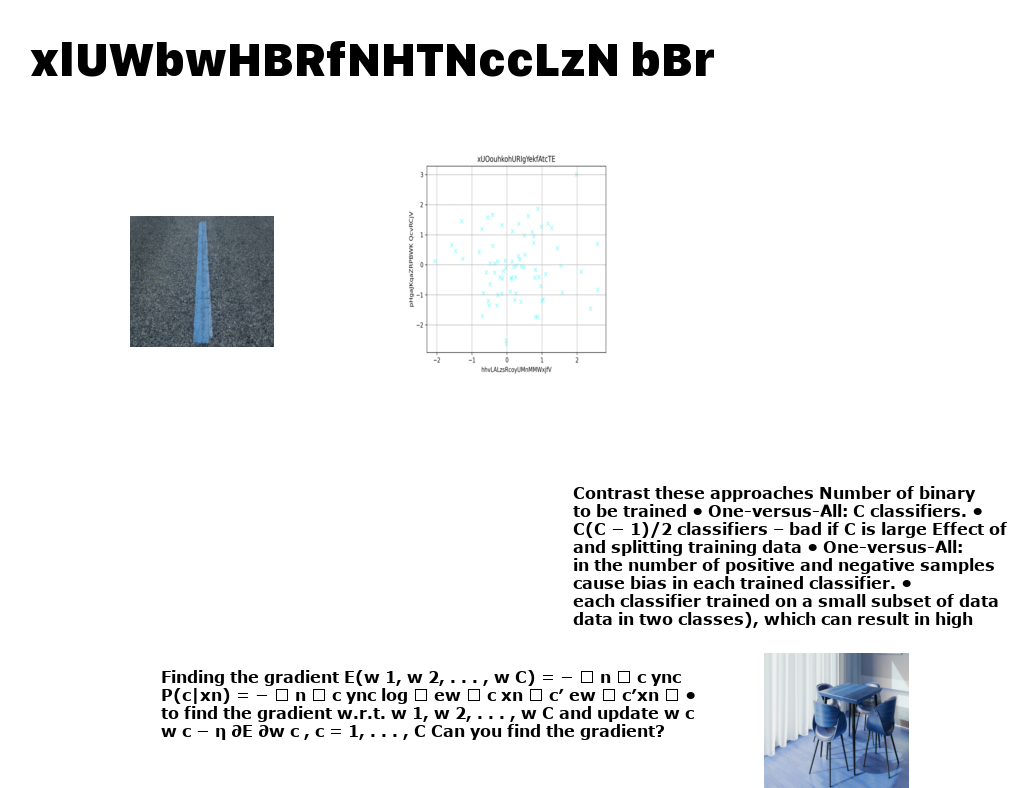 xlUWbwHBRfNHTNccLzN bBr
xUOouhkohURIgYekfAtcTE
3
2
1
0
−1
−2
−2
−1
0
1
2
pHgaJKqaZRPBWK QcvRCjV
hhvLALzsRcoyUMnMMWxjfV
Contrast these approaches Number of binary
to be trained • One-versus-All: C classifiers. •
C(C − 1)/2 classifiers – bad if C is large Effect of
and splitting training data • One-versus-All:
in the number of positive and negative samples
cause bias in each trained classifier. •
each classifier trained on a small subset of data
data in two classes), which can result in high
Finding the gradient E(w 1, w 2, . . . , w C) = − □ n □ c ync
P(c|xn) = − □ n □ c ync log □ ew □ c xn □ c′ ew □ c′xn □ •
to find the gradient w.r.t. w 1, w 2, . . . , w C and update w c
w c − η ∂E ∂w c , c = 1, . . . , C Can you find the gradient?